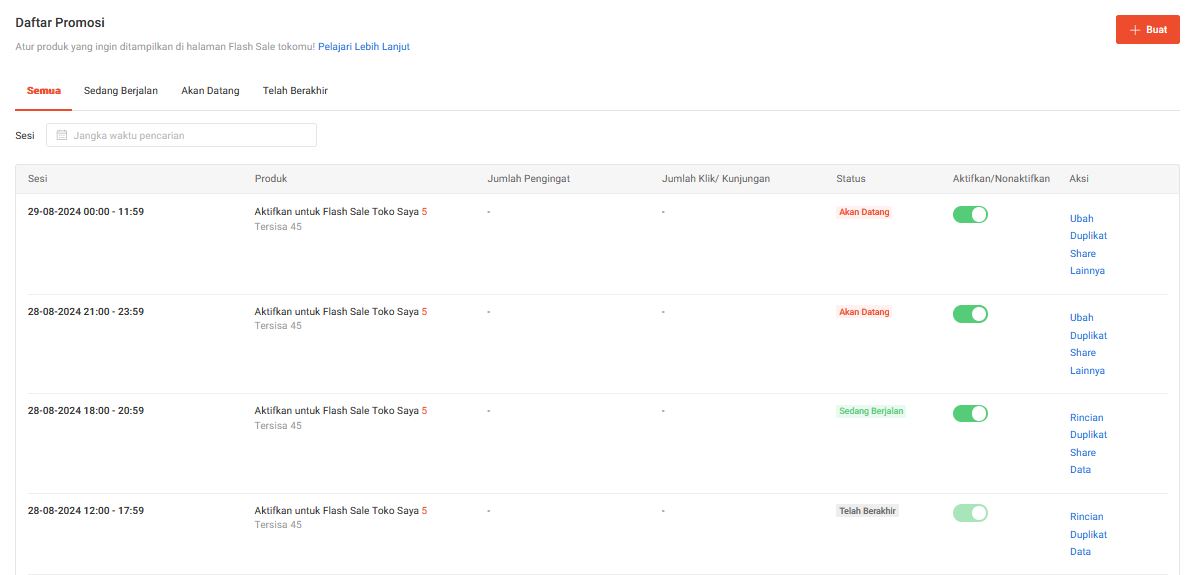 Daftar Promosi
Buat
Atur produk yang ingin ditampilkan di halaman Flash Sale tokomu! Pelajari Lebih Lanjut
Semua Sedang Berjalan Akan Datang Telah Berakhir
Sesi Jangka waktu pencarian
Sesi Produk Jumlah Pengingat Jumlah Klik/ Kunjungan Status Aktifkan/Nonaktifkan Aksi
29-08-2024 00:00 - 11:59 Aktifkan untuk Flash Sale Toko Saya 5 - - Akan Datang
Tersisa 45
Ubah
Duplikat
Share
Lainnya
28-08-2024 21:00 - 23:59 Aktifkan untuk Flash Sale Toko Saya 5 - - Akan Datang
Tersisa 45
Ubah
Duplikat
Share
Lainnya
28-08-2024 18:00 - 20:59 Aktifkan untuk Flash Sale Toko Saya 5 - - Sedang Berjalan
Tersisa 45
Rincian
Duplikat
Share
Data
28-08-2024 12:00 - 17:59 Aktifkan untuk Flash Sale Toko Saya 5 - - Telah Berakhir
Tersisa 45
Rincian
Duplikat
Data